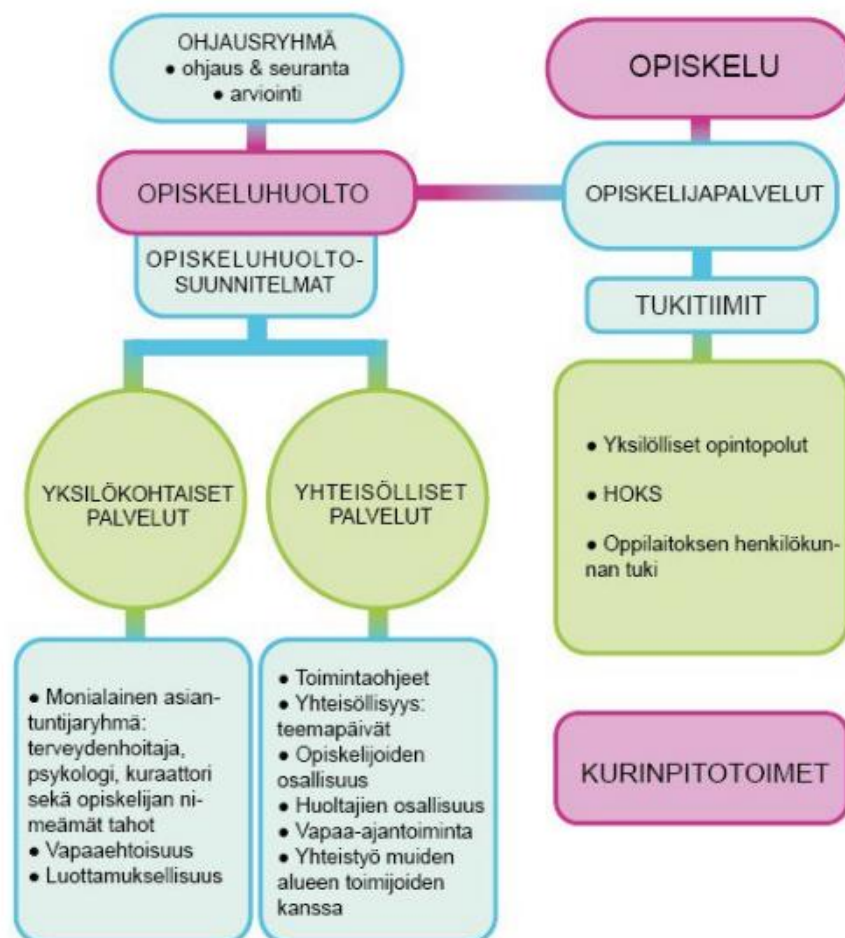 OHJAUSRYHMÄ
● ohjaus & seuranta
● arviointi
OPISKELUHUOLTO
OPISKELUHUOLTO-
SUUNNITELMAT
YKSILÖKOHTAISET
PALVELUT
● Monialainen asian-
tuntijaryhmä:
terveydenhoitaja,
psykologi, kuraattori
sekä opiskelijan ni-
meämät tahot
● Vapaaehtoisuus
● Luottamuksellisuus
YHTEISÖLLISET
PALVELUT
● Toimintaohjeet
● Yhteisöllisyys:
teemapäivät
● Opiskelijoiden
osallisuus
● Huoltajien osallisuus
● Vapaa-ajantoiminta
● Yhteistyö muiden
alueen toimijoiden
kanssa
OPISKELU
OPISKELIJAPALVELUT
TUKITIIMIT
● Yksilölliset opintopolut
● HOKS
● Oppilaitoksen henkilökun-
nan tuki
KURINPITOTOIMET